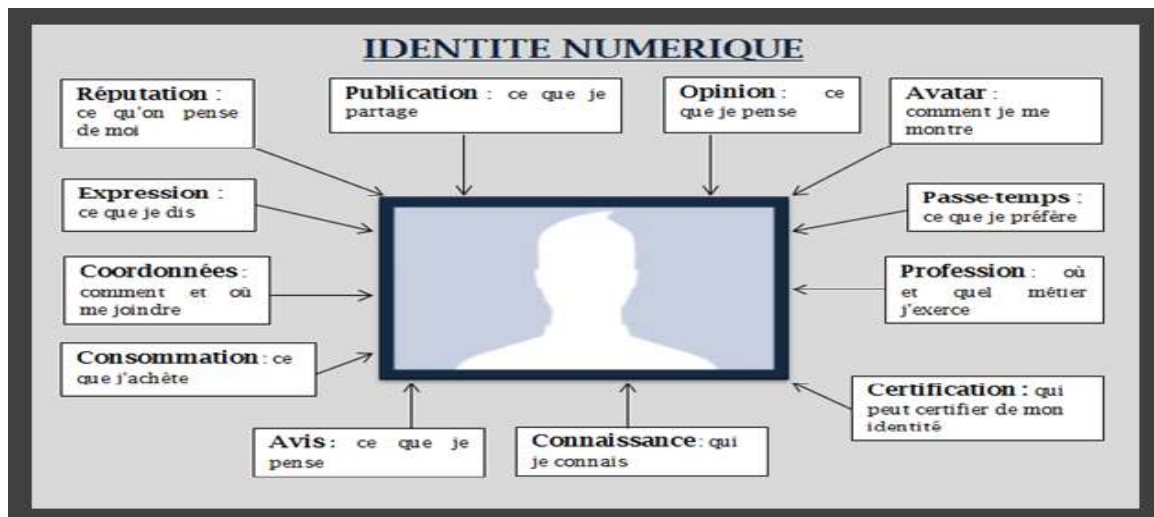 IDENTITE NUMERIQUE
Réputation :
ce qu'on pense
de moi
Publication : ce que je
partage
Opinion : ce
que je pense
Avatar :
comment je me
montre
Expression :
ce que je dis
Passe-temps :
ce que je préfère
Coordonnées :
comment et où
me joindre
Profession : où
et quel métier
j'exerce
Consommation : ce
que j'achète
Certification : qui
peut certifier de mon
identité
Avis : ce que je
pense
Connaissance : qui
je connais